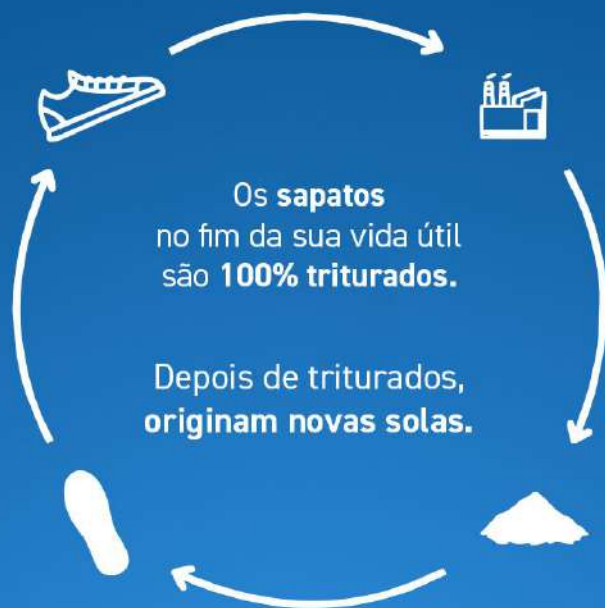 Os sapatos
no fim da sua vida útil
são 100% triturados.
Depois de triturados,
originam novas solas.